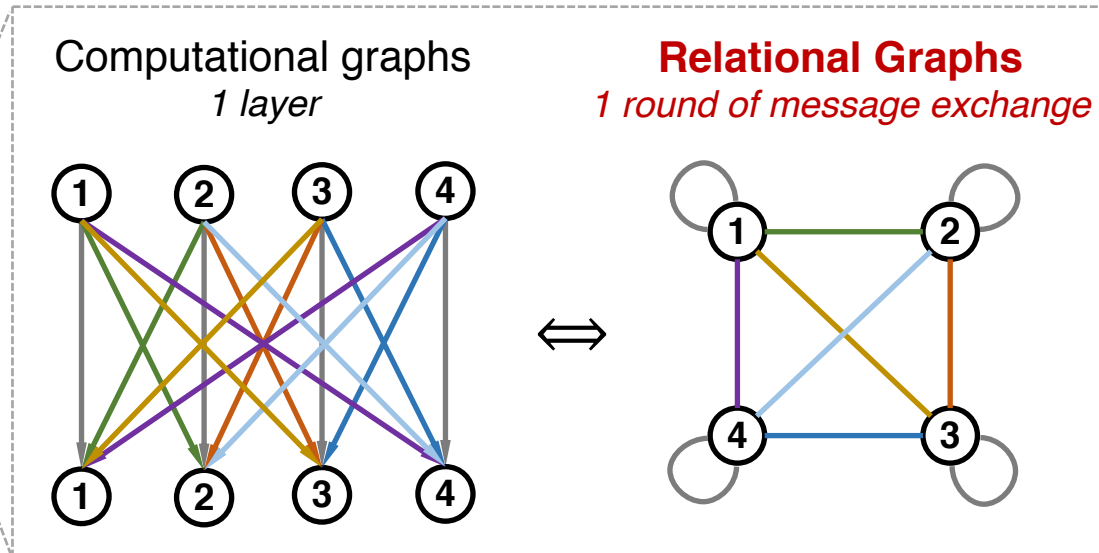 Computational graphs
1 layer
Relational Graphs
1 round of message exchange
1 2 3 4
1 2 3 4
1 2
4 3